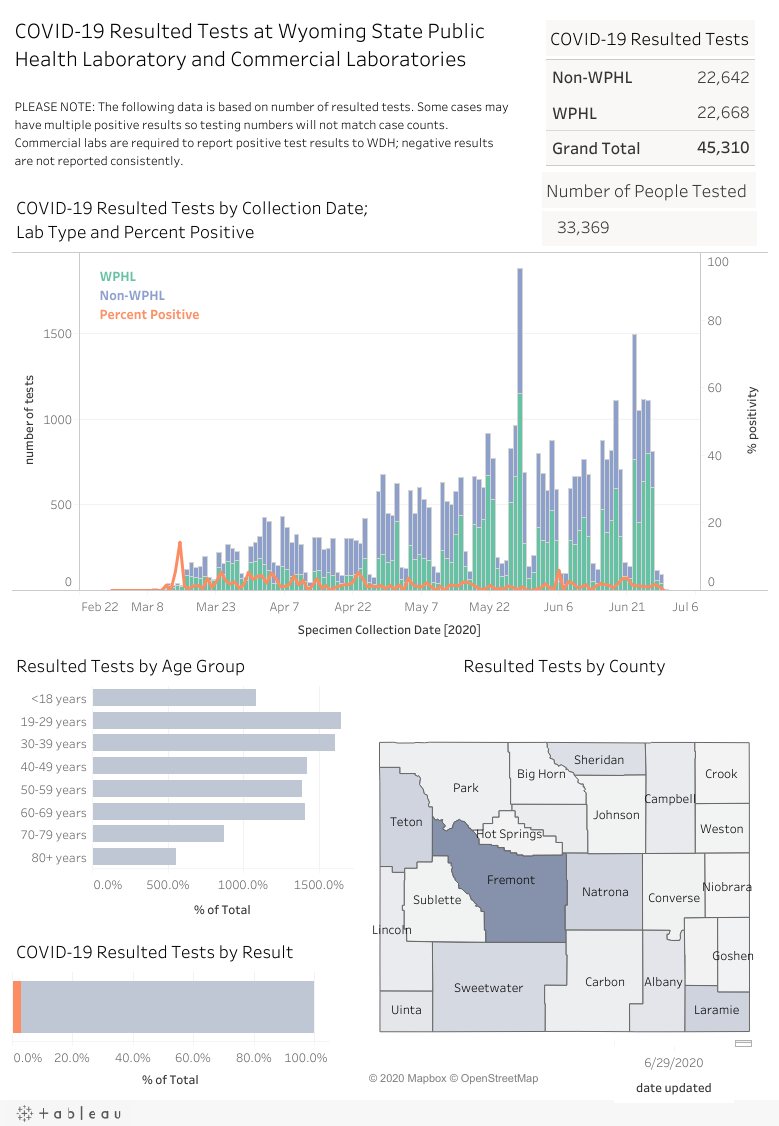 COVID-19 Resulted Tests at Wyoming State Public
Health Laboratory and Commercial Laboratories
PLEASE NOTE: The following data is based on number of resulted tests. Some cases may
have multiple positive results so testing numbers will not match case counts.
Commercial labs are required to report positive test results to WDH; negative results
are not reported consistently.
COVID-19 Resulted Tests
Non-WPHL 22,642
WPHL 22,668
Grand Total 45,310
Number of People Tested
33,369
COVID-19 Resulted Tests by Collection Date;
Lab Type and Percent Positive
WPHL
Non-WPHL
Percent Positive
number of tests
1500
1000
500
0
100
80
60
40
20
0
% positivity
Feb 22 Mar 8 Mar 23 Apr 7 Apr 22 May 7 May 22 Jun 6 Jun 21 Jul 6
Specimen Collection Date [2020]
Resulted Tests by Age Group
<18 years
19-29 years
30-39 years
40-49 years
50-59 years
60-69 years
70-79 years
80+ years
0.0% 500.0% 1000.0% 1500.0%
% of Total
COVID-19 Resulted Tests by Result
0.0% 20.0% 40.0% 60.0% 80.0% 100.0%
% of Total
Resulted Tests by County
Sheridan
Big Horn
Crook
Park
Campbell
Johnson
Teton
Weston
Hot Springs
Fremont
Niobrara
Natrona
Converse
Sublette
Lincoln
Goshen
Carbon
Albany
Sweetwater
Uinta
Laramie
© 2020 Mapbox © OpenStreetMap
6/29/2020
date updated
tableau